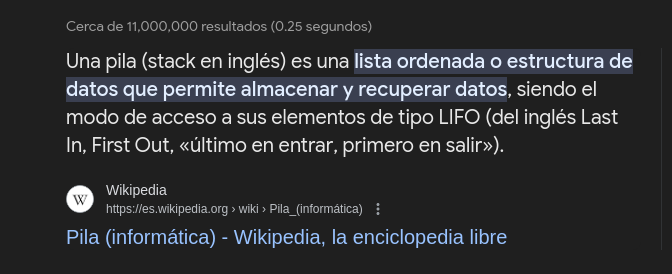 Cerca de 11,000,000 resultados (0.25 segundos)
Una pila (stack en inglés) es una lista ordenada o estructura de
datos que permite almacenar y recuperar datos, siendo el
modo de acceso a sus elementos de tipo LIFO (del inglés Last
In, First Out, «último en entrar, primero en salir»).
W
Wikipedia
https://es.wikipedia.org › wiki › Pila_(informática)
Pila (informática) - Wikipedia, la enciclopedia libre